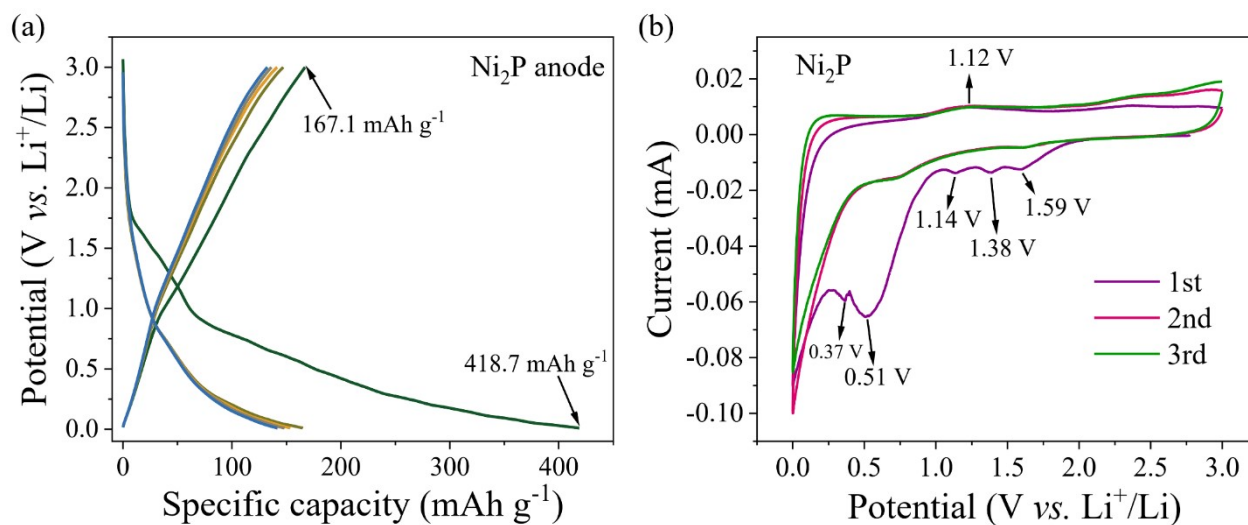 (a)
Ni₂P anode
167.1 mAh g⁻¹
418.7 mAh g⁻¹
Potential (V vs. Li⁺/Li)
3.0
2.5
2.0
1.5
1.0
0.5
0.0
0
100
200
300
400
Specific capacity (mAh g⁻¹)
(b)
Ni₂P
1.12 V
1.14 V
1.38 V
1.59 V
0.37 V
0.51 V
1st
2nd
3rd
Current (mA)
0.02
0.00
-0.02
-0.04
-0.06
-0.08
-0.10
0.0
0.5
1.0
1.5
2.0
2.5
3.0
Potential (V vs. Li⁺/Li)